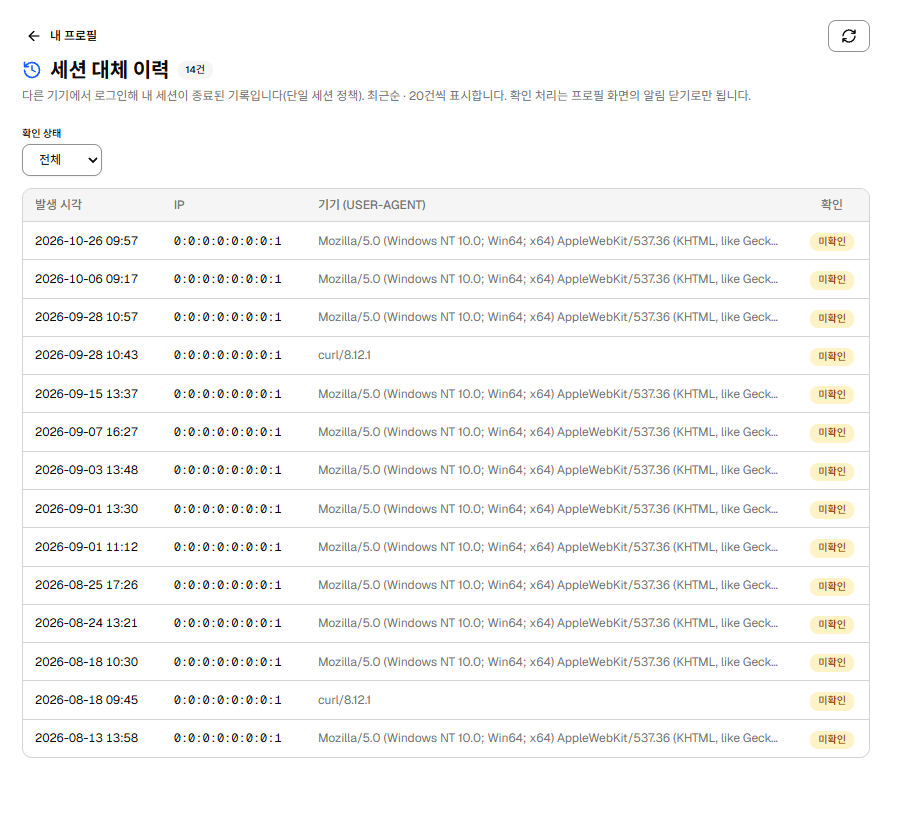 내 프로필
세션 대체 이력 14건
다른 기기에서 로그인해 내 세션이 종료된 기록입니다(단일 세션 정책). 최근순 · 20건씩 표시합니다. 확인 처리는 프로필 화면의 알림 닫기로만 됩니다.
확인 상태
전체
발생 시각 IP 기기 (USER-AGENT) 확인
2026-10-26 09:57 0:0:0:0:0:0:0:1 Mozilla/5.0 (Windows NT 10.0; Win64; x64) AppleWebKit/537.36 (KHTML, like Geck... 미확인
2026-10-06 09:17 0:0:0:0:0:0:0:1 Mozilla/5.0 (Windows NT 10.0; Win64; x64) AppleWebKit/537.36 (KHTML, like Geck... 미확인
2026-09-28 10:57 0:0:0:0:0:0:0:1 Mozilla/5.0 (Windows NT 10.0; Win64; x64) AppleWebKit/537.36 (KHTML, like Geck... 미확인
2026-09-28 10:43 0:0:0:0:0:0:0:1 curl/8.12.1 미확인
2026-09-15 13:37 0:0:0:0:0:0:0:1 Mozilla/5.0 (Windows NT 10.0; Win64; x64) AppleWebKit/537.36 (KHTML, like Geck... 미확인
2026-09-07 16:27 0:0:0:0:0:0:0:1 Mozilla/5.0 (Windows NT 10.0; Win64; x64) AppleWebKit/537.36 (KHTML, like Geck... 미확인
2026-09-03 13:48 0:0:0:0:0:0:0:1 Mozilla/5.0 (Windows NT 10.0; Win64; x64) AppleWebKit/537.36 (KHTML, like Geck... 미확인
2026-09-01 13:30 0:0:0:0:0:0:0:1 Mozilla/5.0 (Windows NT 10.0; Win64; x64) AppleWebKit/537.36 (KHTML, like Geck... 미확인
2026-09-01 11:12 0:0:0:0:0:0:0:1 Mozilla/5.0 (Windows NT 10.0; Win64; x64) AppleWebKit/537.36 (KHTML, like Geck... 미확인
2026-08-25 17:26 0:0:0:0:0:0:0:1 Mozilla/5.0 (Windows NT 10.0; Win64; x64) AppleWebKit/537.36 (KHTML, like Geck... 미확인
2026-08-24 13:21 0:0:0:0:0:0:0:1 Mozilla/5.0 (Windows NT 10.0; Win64; x64) AppleWebKit/537.36 (KHTML, like Geck... 미확인
2026-08-18 10:30 0:0:0:0:0:0:0:1 Mozilla/5.0 (Windows NT 10.0; Win64; x64) AppleWebKit/537.36 (KHTML, like Geck... 미확인
2026-08-18 09:45 0:0:0:0:0:0:0:1 curl/8.12.1 미확인
2026-08-13 13:58 0:0:0:0:0:0:0:1 Mozilla/5.0 (Windows NT 10.0; Win64; x64) AppleWebKit/537.36 (KHTML, like Geck... 미확인